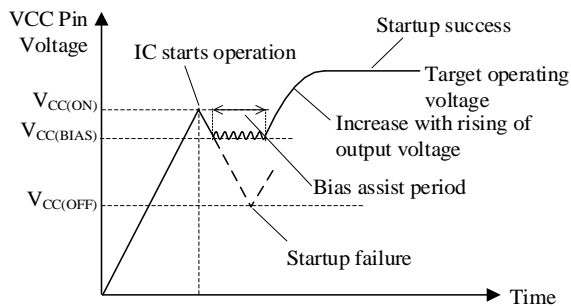 VCC Pin
Voltage
Startup success
IC starts operation
Target operating
voltage
VCC(ON)
Increase with rising of
output voltage
VCC(BIAS)
Bias assist period
VCC(OFF)
Startup failure
Time